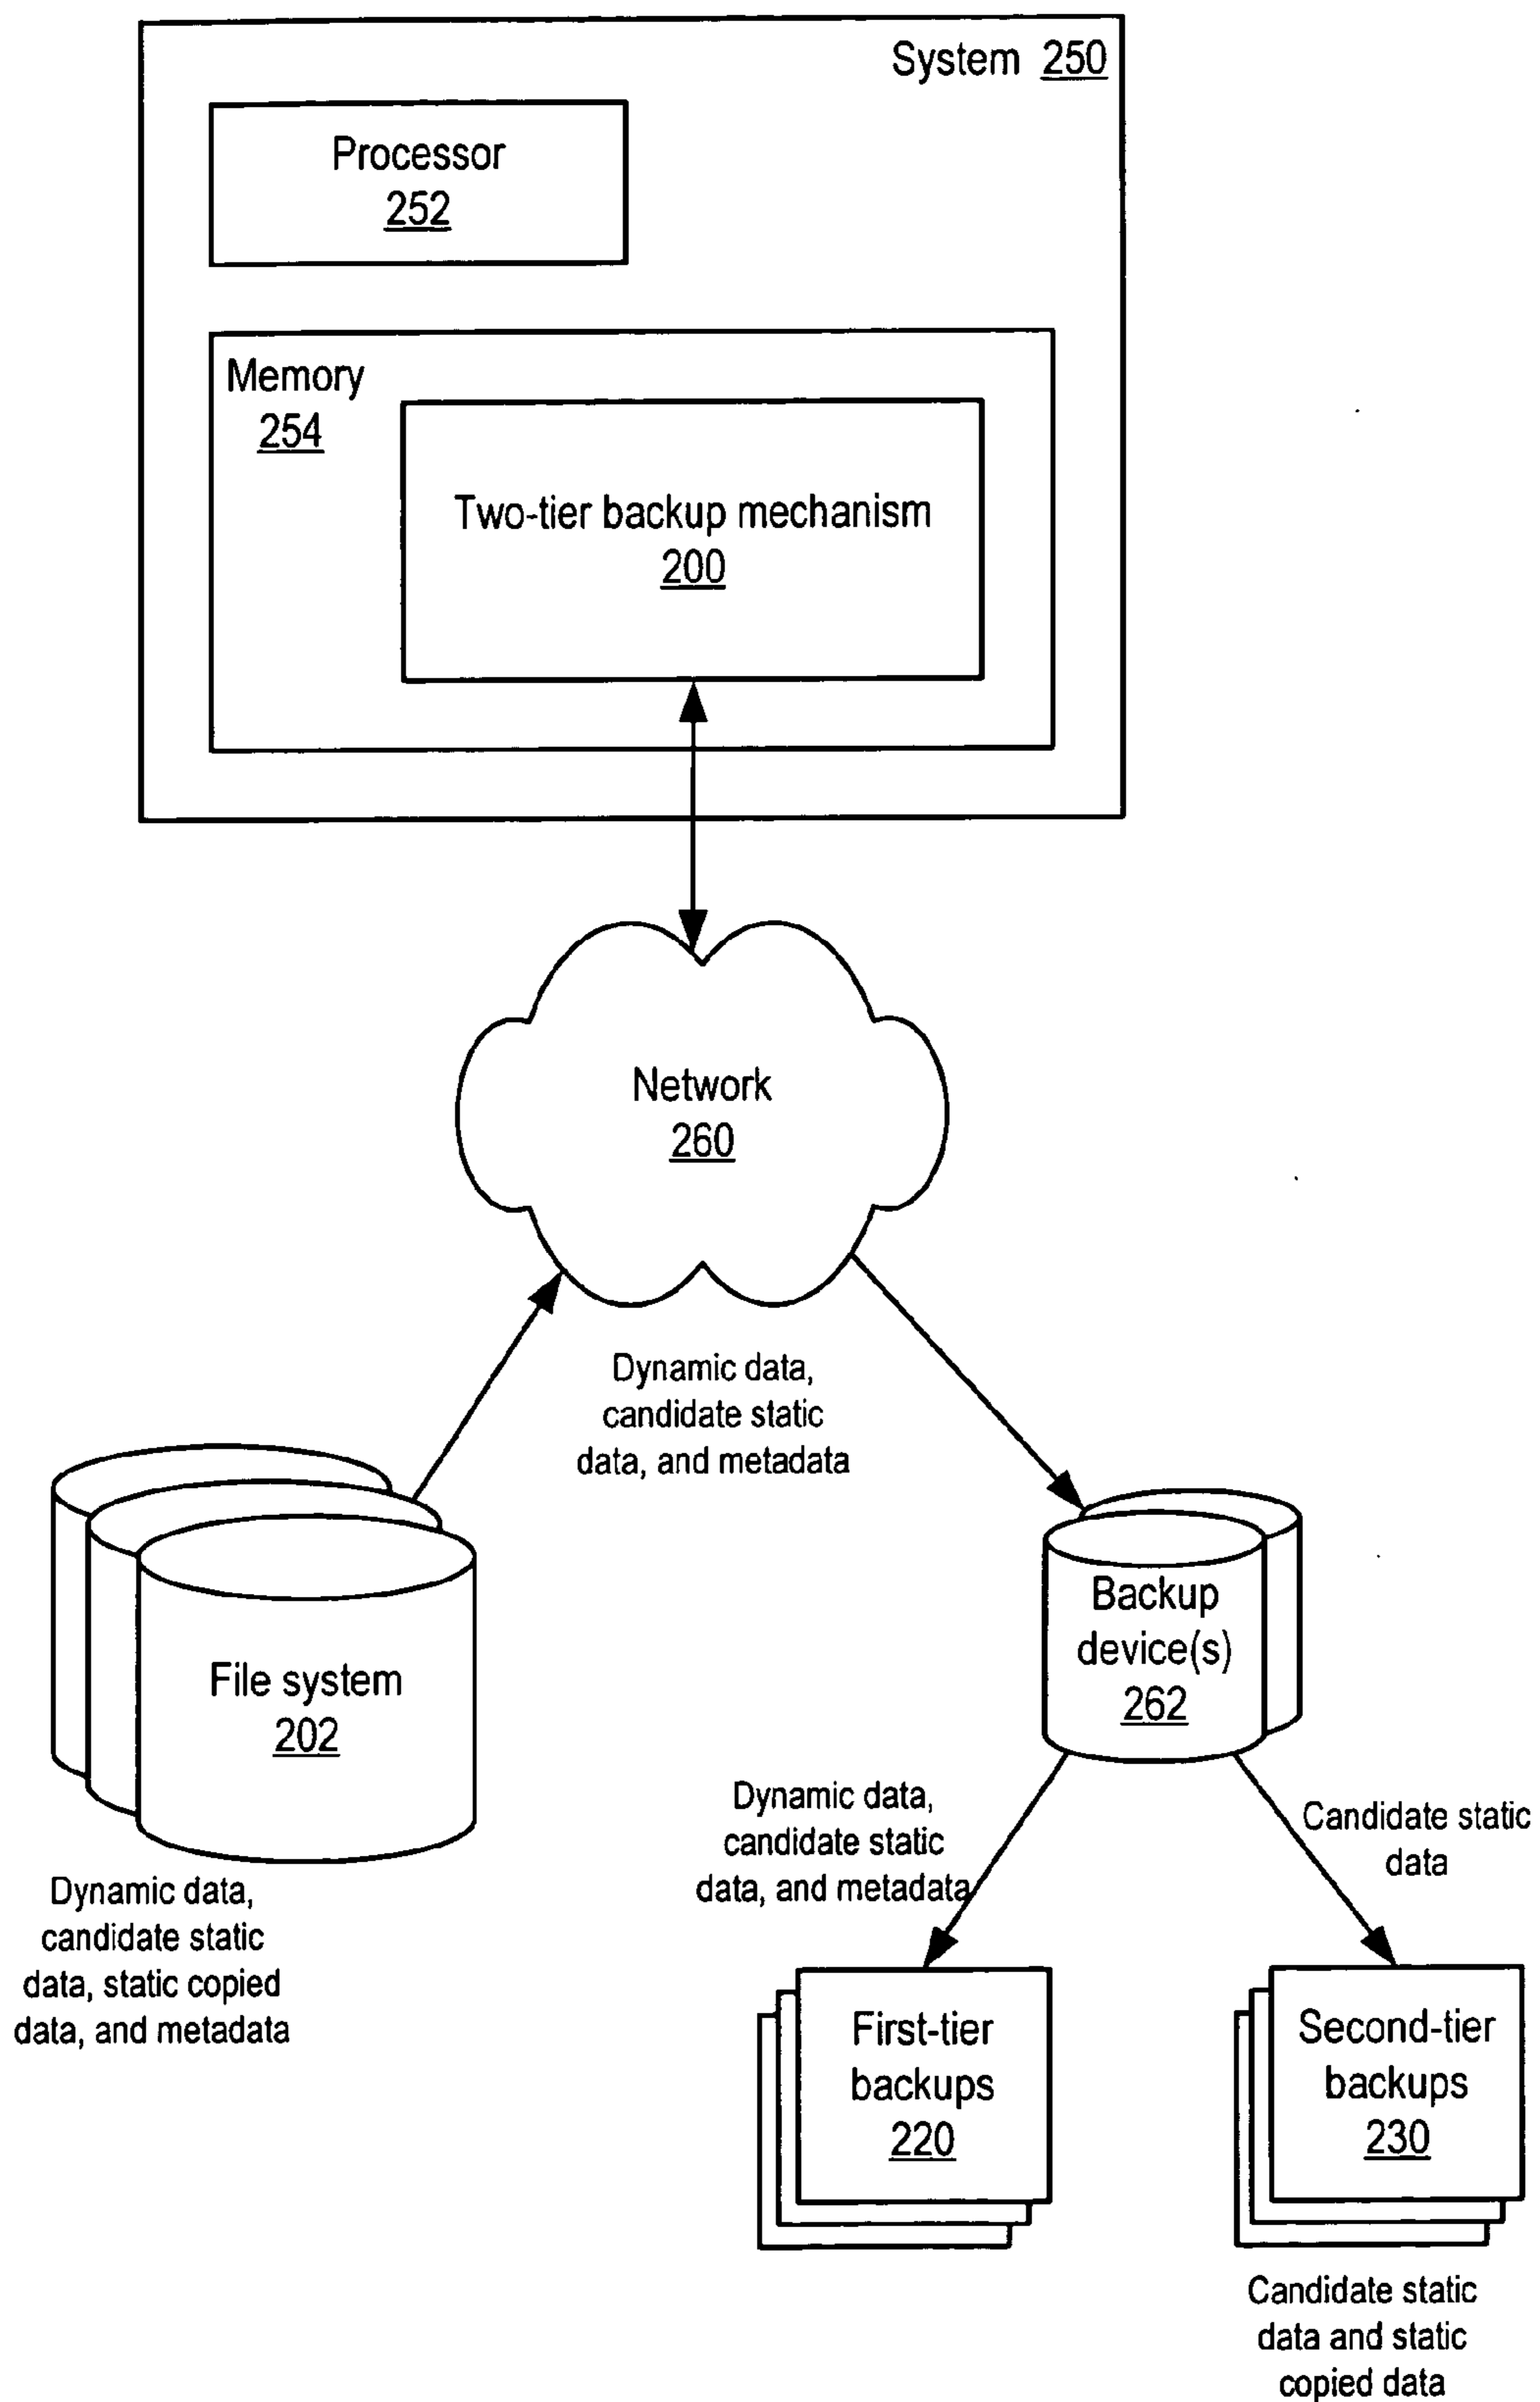 System 250
Processor
252
Memory
254
Two-tier backup mechanism
200
Network
260
Dynamic data,
candidate static
data, and metadata
File system
202
Dynamic data,
candidate static
data, static copied
data, and metadata
Backup
device(s)
262
Dynamic data,
candidate static
data, and metadata
Candidate static
data
First-tier
backups
220
Second-tier
backups
230
Candidate static
data and static
copied data